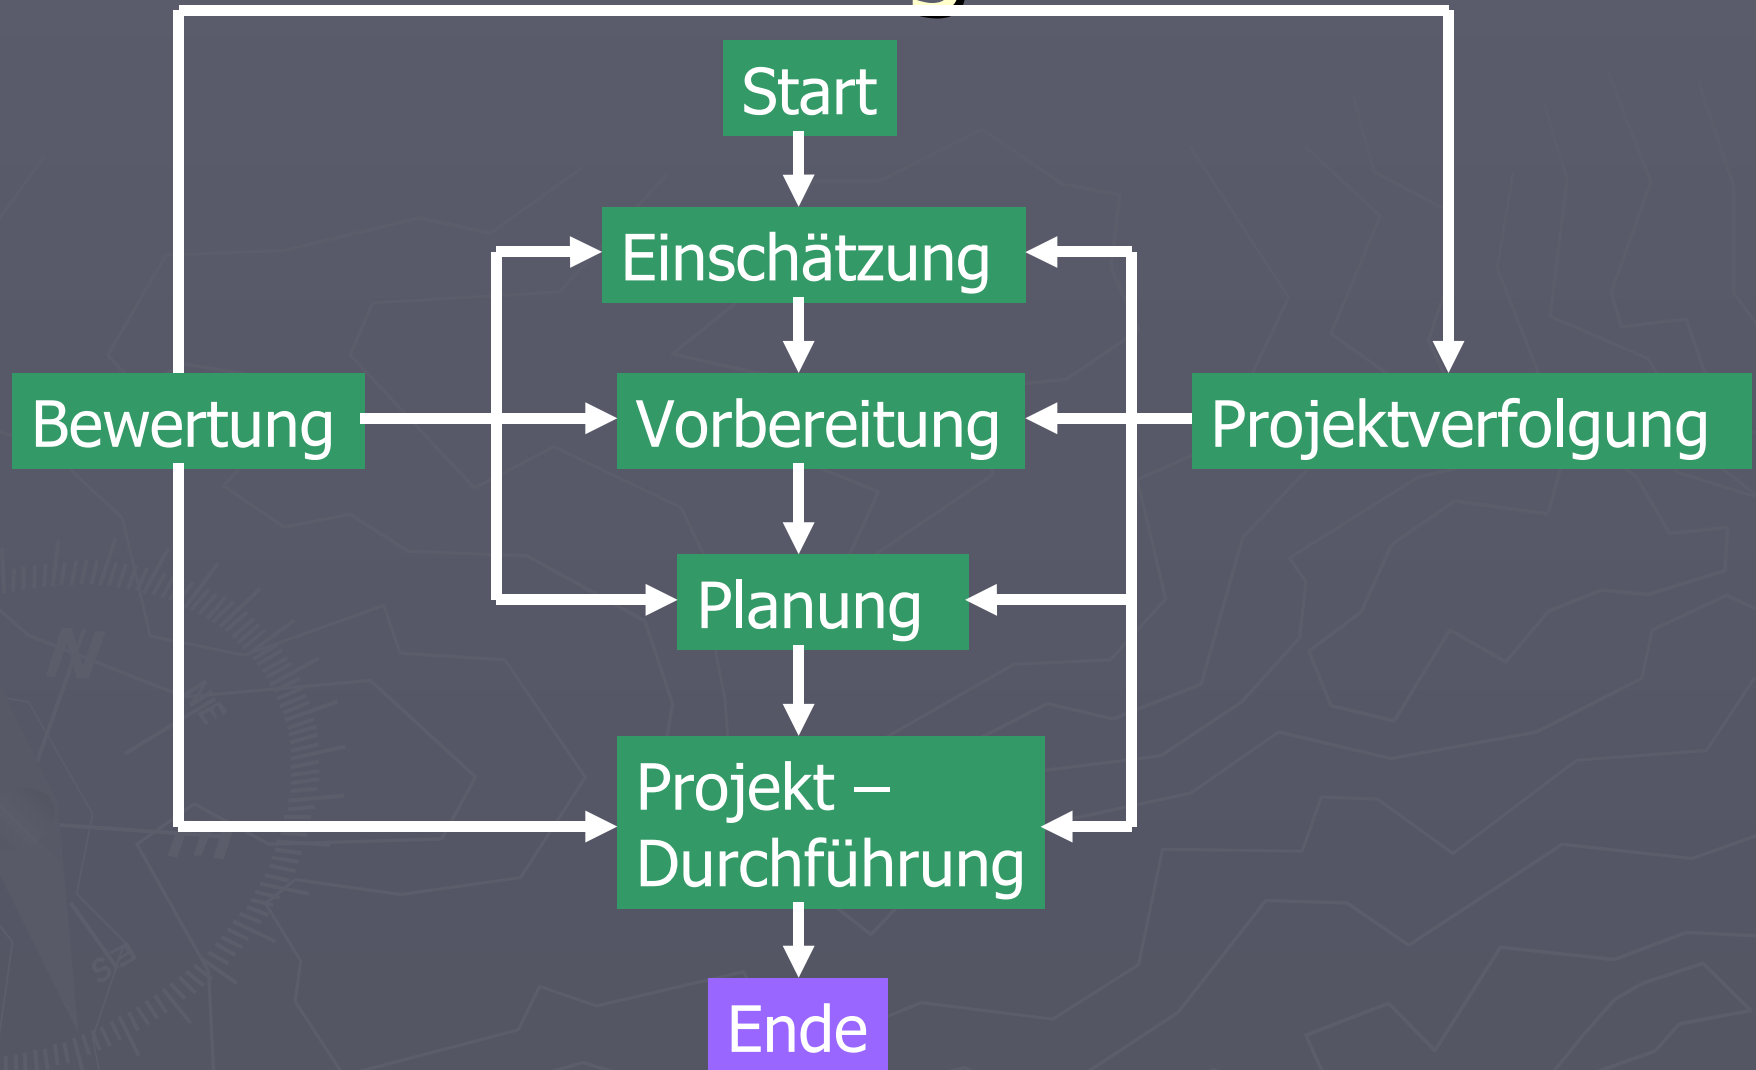 Start
Einschätzung
Bewertung
Vorbereitung
Projektverfolgung
Planung
Projekt –
Durchführung
Ende
N